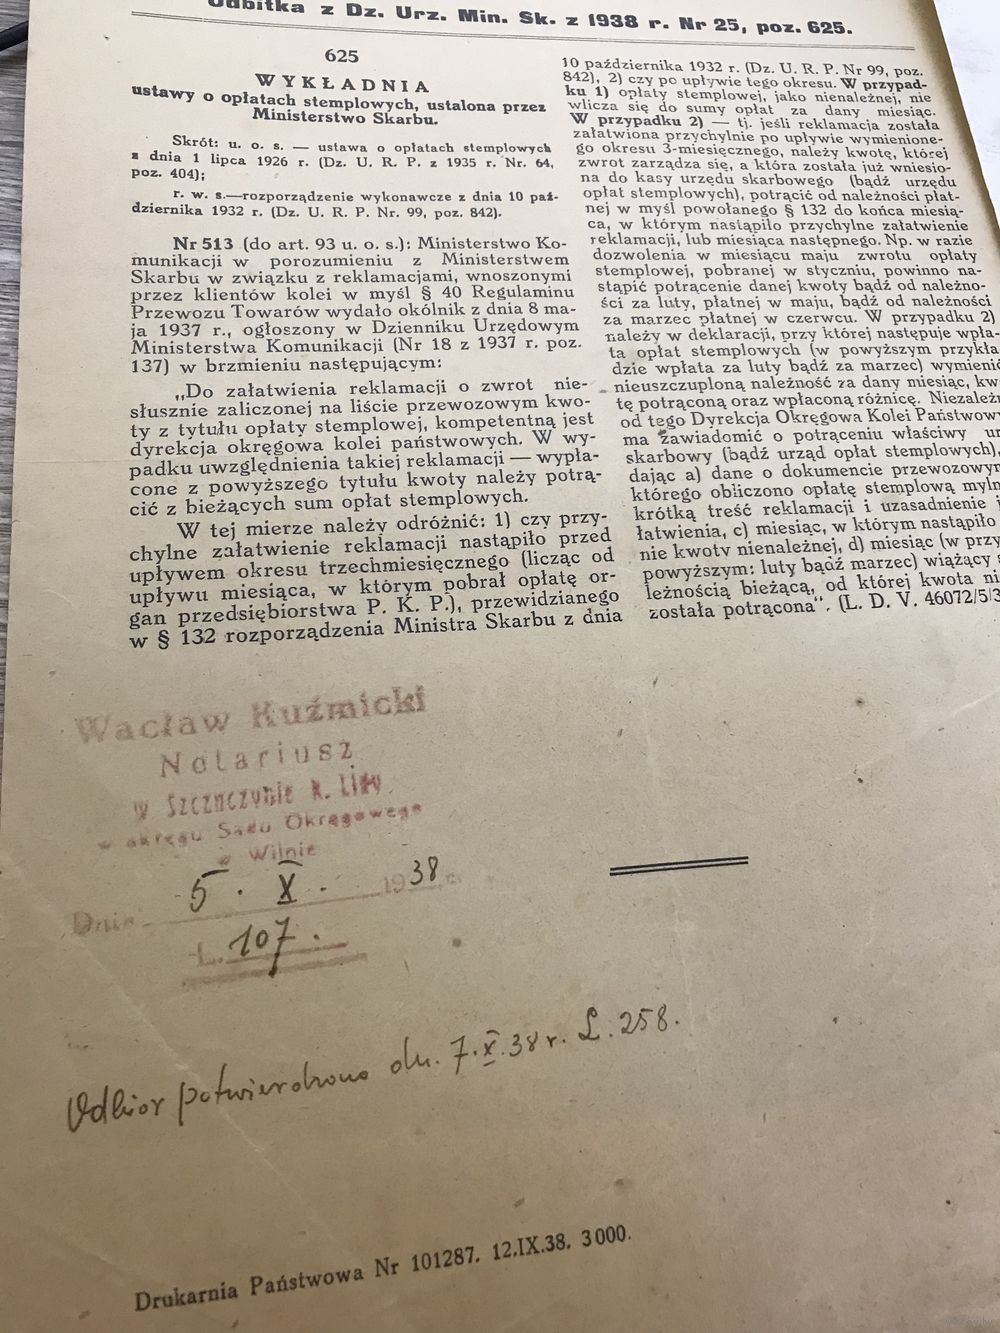 Odbitka z Dz. Urz. Min. Sk. z 1938 r. Nr 25, poz. 625.
625
WYKŁADNIA
ustawy o opłatach stemplowych, ustalona przez
Ministerstwo Skarbu.
Skrót: u. o. s. — ustawa o opłatach stemplowych
z dnia 1 lipca 1926 r. (Dz. U. R. P. z 1935 r. Nr. 64,
poz. 404);
r. w. s.—rozporządzenie wykonawcze z dnia 10 paź-
dziernika 1932 r. (Dz. U. R. P. Nr. 99, poz. 842).
Nr 513 (do art. 93 u. o. s.): Ministerstwo Ko-
munikacji w porozumieniu z Ministerstwem
Skarbu w związku z reklamacjami, wnoszonymi
przez klientów kolei w myśl § 40 Regulaminu
Przewozu Towarów wydało okólnik z dnia 8 ma-
ja 1937 r., ogłoszony w Dzienniku Urzędowym
Ministerstwa Komunikacji (Nr 18 z 1937 r. poz.
137) w brzmieniu następującym:
„Do załatwienia reklamacji o zwrot nie-
słusznie zaliczonej na liście przewozowym kwo-
ty z tytułu opłaty stemplowej, kompetentną jest
dyrekcja okręgowa kolei państwowych. W wy-
padku uwzględnienia takiej reklamacji — wypła-
cone z powyższego tytułu kwoty należy potrą-
cić z bieżących sum opłat stemplowych.
W tej mierze należy odróżnić: 1) czy przy-
chylne załatwienie reklamacji nastąpiło przed
upływem okresu trzechmiesięcznego (licząc od
upływu miesiąca, w którym pobrał opłatę or-
gan przedsiębiorstwa P. K. P.), przewidzianego
w § 132 rozporządzenia Ministra Skarbu z dnia
10 października 1932 r. (Dz. U. R. P. Nr 99, poz.
842), 2) czy po upływie tego okresu. W przypad-
ku 1) opłaty stemplowej, jako nienależnej, nie
wlicza się do sumy opłat za dany miesiąc.
W przypadku 2) — tj. jeśli reklamacja została
załatwiona przychylnie po upływie wymienione-
go okresu 3-miesięcznego, należy kwotę, której
zwrot zarządza się, a która została już wniesio-
na do kasy urzędu skarbowego (bądź urzędu
opłat stemplowych), potrącić od należności płat-
nej w myśl powołanego § 132 do końca miesią-
ca, w którym nastąpiło przychylne załatwienie
reklamacji, lub miesiąca następnego. Np. w razie
dozwolenia w miesiącu maju zwrotu opłaty
stemplowej, pobranej w styczniu, powinno na-
stąpić potrącenie danej kwoty bądź od należno-
ści za luty, płatnej w maju, bądź od należności
za marzec płatnej w czerwcu. W przypadku 2)
należy w deklaracji, przy której następuje wpła-
ta opłat stemplowych (w powyższym przykła
dzie wpłata za luty bądź za marzec) wymienić
nieuszczuploną należność za dany miesiąc, kw
tę potrąconą oraz wpłaconą różnicę. Niezależn
od tego Dyrekcja Okręgowa Kolei Państwow
ma zawiadomić o potrąceniu właściwy ur
skarbowy (bądź urząd opłat stemplowych),
dając a) dane o dokumencie przewozowym
którego obliczono opłatę stemplową myln
krótką treść reklamacji i uzasadnienie
łatwienia, c) miesiąc, w którym nastąpiło
nie kwoty nienależnej, d) miesiąc (w przy
powyższym: luty bądź marzec) wiążący
leżnością bieżącą, od której kwota ni
została potrącona". (L. D. V. 46072/5/3
Wacław Kuźmicki
Notariusz
w Szczuczynie k. Lidy
w okręgu Sądu Okręgowego
w Wilnie
Dnia 5. X. 1938 r.
L. 107.
Odbiór potwierdzono dn. 7.X.38 r. L. 258.
Drukarnia Państwowa Nr 101287. 12.IX.38. 3000.